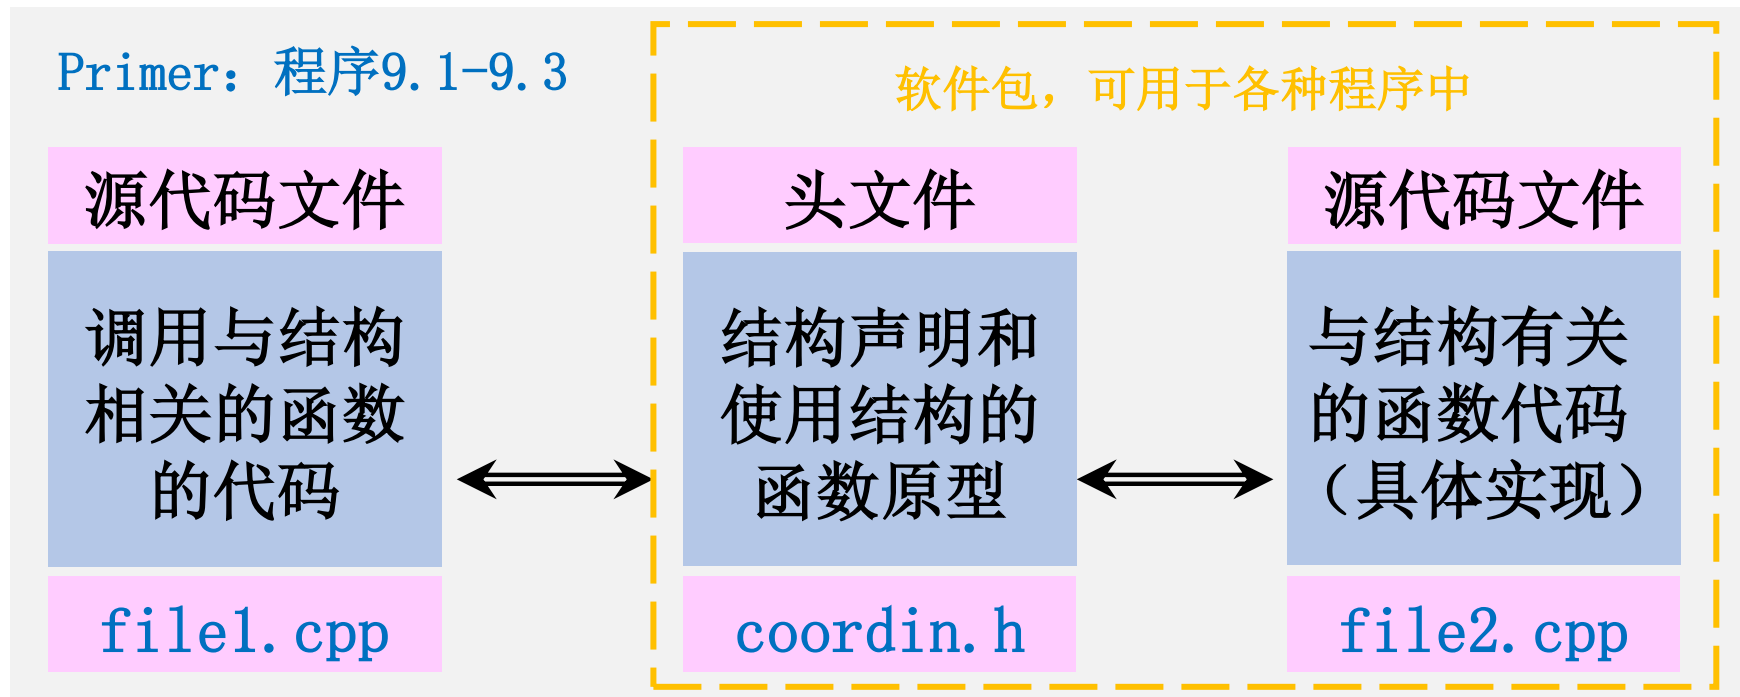 Primer：程序9.1-9.3
软件包，可用于各种程序中
源代码文件
调用与结构
相关的函数
的代码
file1.cpp
头文件
结构声明和
使用结构的
函数原型
coordin.h
源代码文件
与结构有关
的函数代码
（具体实现）
file2.cpp